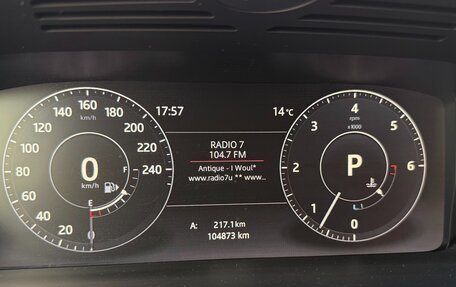 17:57
14°C
RADIO 7
104.7 FM
Antique - I Woul*
www.radio7u ** www...
A: 217.1km
104873 km
0
20
40
60
80
100
120
140
160
180
200
220
240
km/h
0
km/h
F
E
0
1
2
3
4
5
6
rpm
x1000
P